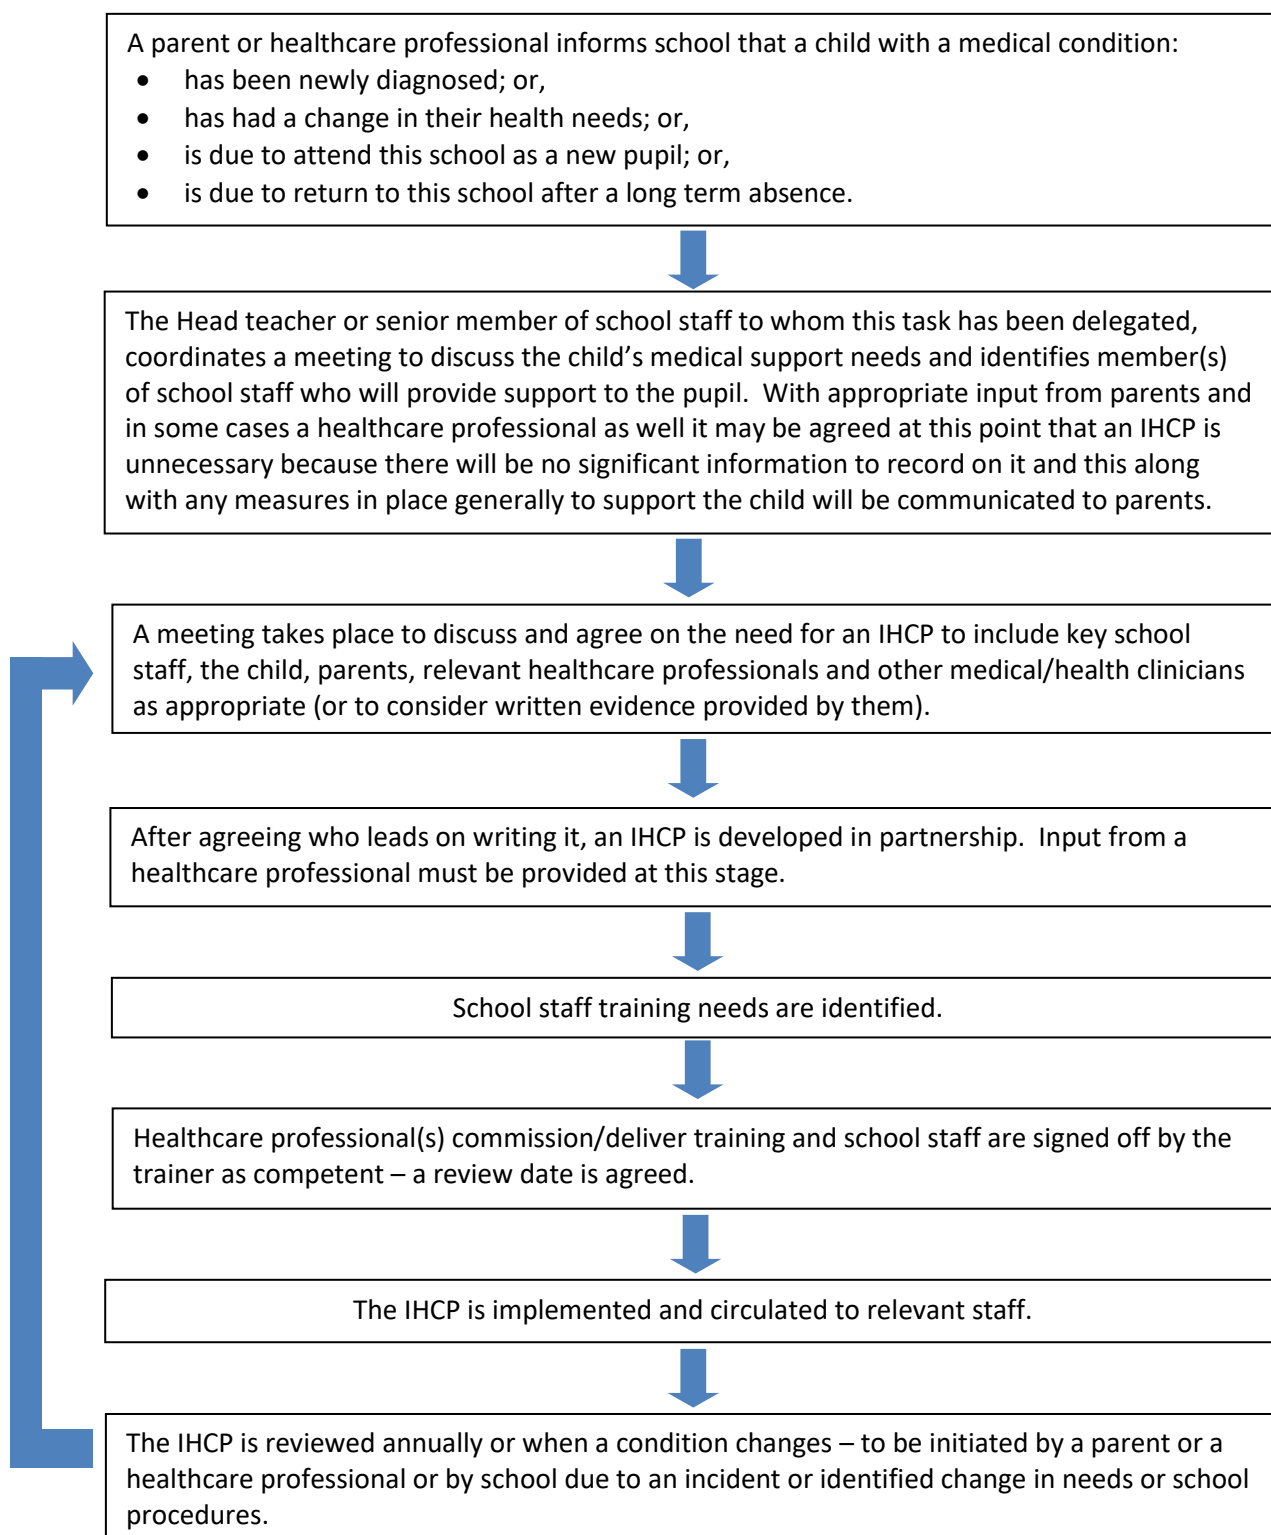 A parent or healthcare professional informs school that a child with a medical condition:
• has been newly diagnosed; or,
• has had a change in their health needs; or,
• is due to attend this school as a new pupil; or,
• is due to return to this school after a long term absence.
The Head teacher or senior member of school staff to whom this task has been delegated,
coordinates a meeting to discuss the child’s medical support needs and identifies member(s)
of school staff who will provide support to the pupil.  With appropriate input from parents and
in some cases a healthcare professional as well it may be agreed at this point that an IHCP is
unnecessary because there will be no significant information to record on it and this along
with any measures in place generally to support the child will be communicated to parents.
A meeting takes place to discuss and agree on the need for an IHCP to include key school
staff, the child, parents, relevant healthcare professionals and other medical/health clinicians
as appropriate (or to consider written evidence provided by them).
After agreeing who leads on writing it, an IHCP is developed in partnership.  Input from a
healthcare professional must be provided at this stage.
School staff training needs are identified.
Healthcare professional(s) commission/deliver training and school staff are signed off by the
trainer as competent – a review date is agreed.
The IHCP is implemented and circulated to relevant staff.
The IHCP is reviewed annually or when a condition changes – to be initiated by a parent or a
healthcare professional or by school due to an incident or identified change in needs or school
procedures.